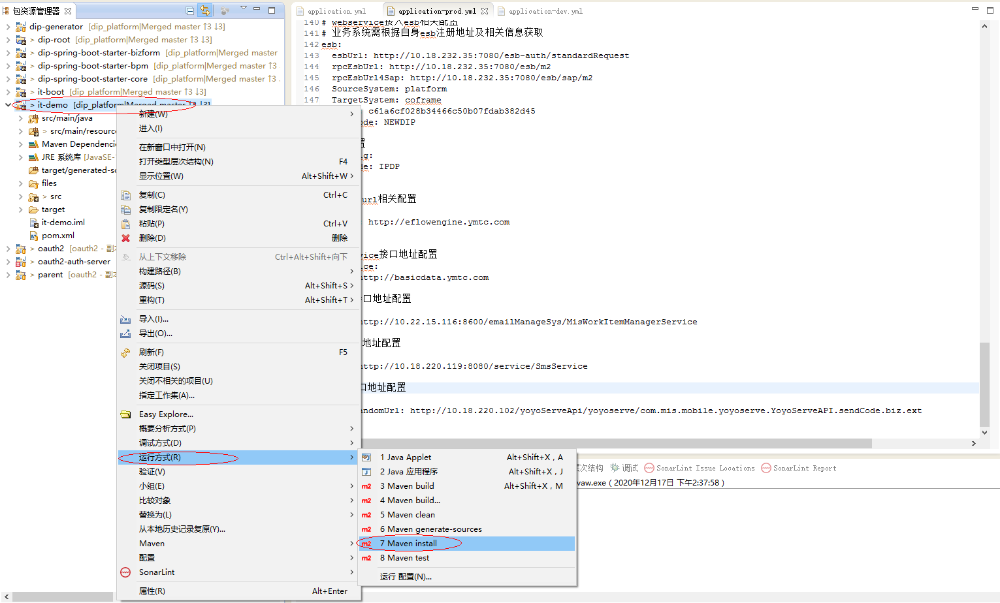 包资源管理器
dip-generator [dip_platform|Merged master ↑3 ↓3]
> dip-root [dip_platform|Merged master ↑3 ↓3]
> dip-spring-boot-starter-bizform [dip_platform|Merged master
> dip-spring-boot-starter-bpm [dip_platform|Merged master ↑3
> dip-spring-boot-starter-core [dip_platform|Merged master ↑3
> it-boot [dip_platform|Merged master ↑3 ↓3]
> it-demo [dip_platform|Merged master ↑3 ↓3]
src/main/java
> src/main/resourc
Maven Dependenci
JRE 系统库 [JavaSE-
target/generated-so
files
> src
target
it-demo.iml
pom.xml
> oauth2 [oauth2 - 副
> oauth2-auth-server
> parent [oauth2 - 副
新建(W)
进入(I)
在新窗口中打开(N)
打开类型层次结构(N) F4
显示位置(W) Alt+Shift+W >
复制(C) Ctrl+C
复制限定名(Y)
粘贴(P) Ctrl+V
删除(D) 删除
从上下文移除 Ctrl+Alt+Shift+向下
构建路径(B)
源码(S) Alt+Shift+S >
重构(T) Alt+Shift+T >
导入(I)...
导出(O)...
刷新(F) F5
关闭项目(S)
关闭不相关的项目(U)
指定工作集(A)...
Easy Explore...
概要分析方式(P)
调试方式(D)
运行方式(R)
验证(V)
小组(E)
比较对象
替换为(L)
从本地历史记录复原(Y)...
Maven
配置
SonarLint
属性(R) Alt+Enter
1 Java Applet Alt+Shift+X , A
2 Java 应用程序 Alt+Shift+X , J
3 Maven build Alt+Shift+X , M
4 Maven build...
5 Maven clean
6 Maven generate-sources
7 Maven install
8 Maven test
运行 配置(N)...
application.yml application-prod.yml application-dev.yml
140 # webservice接入esb相关配置
141 # 业务系统需根据自身esb注册地址及相关信息获取
142 esb:
143 esbUrl: http://10.18.232.35:7080/esb-auth/standardRequest
144 rpcEsbUrl: http://10.18.232.35:7080/esb/m2
145 rpcEsbUrl4Sap: http://10.18.232.35:7080/esb/sap/m2
146 SourceSystem: platform
147 TargetSystem: coframe
c61a6cf028b34466c50b07fdab382d45
ode: NEWDIP
置
ig:
de: IPDP
url相关配置
http://eflowengine.ymtc.com
vice接口地址配置
ice:
http://basicdata.ymtc.com
接口地址配置
http://10.22.15.116:8600/emailManageSys/MisWorkItemManagerService
地址配置
http://10.18.220.119:8080/service/SmsService
口地址配置
andomUrl: http://10.18.220.102/yoyoServeApi/yoyoserve/com.mis.mobile.yoyoserve.YoyoServeAPI.sendCode.biz.ext
层次结构 调试 SonarLint Issue Locations SonarLint Report
vaw.exe ( 2020年12月17日 下午2:37:58 )